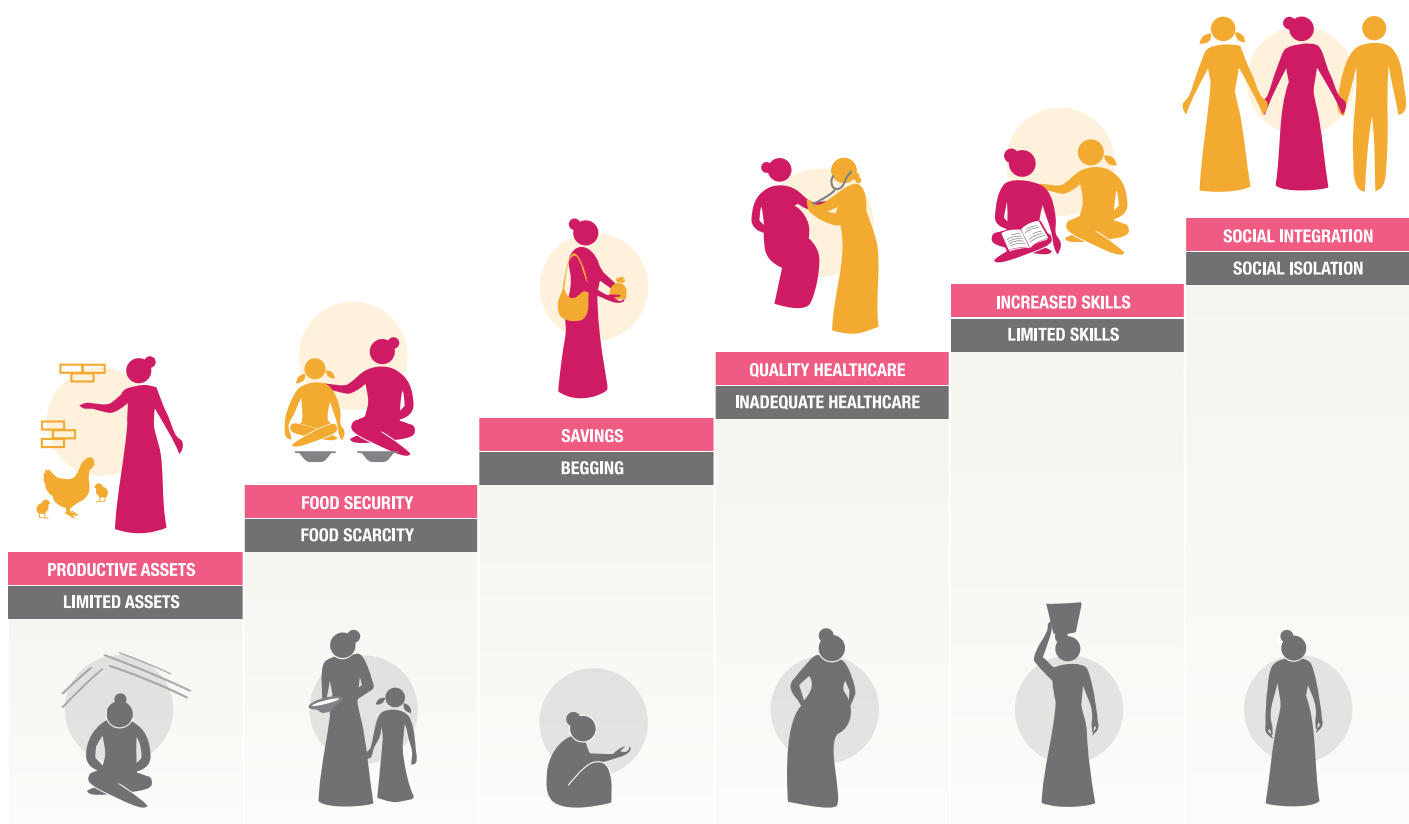 PRODUCTIVE ASSETS
LIMITED ASSETS
FOOD SECURITY
FOOD SCARCITY
SAVINGS
BEGGING
QUALITY HEALTHCARE
INADEQUATE HEALTHCARE
INCREASED SKILLS
LIMITED SKILLS
SOCIAL INTEGRATION
SOCIAL ISOLATION